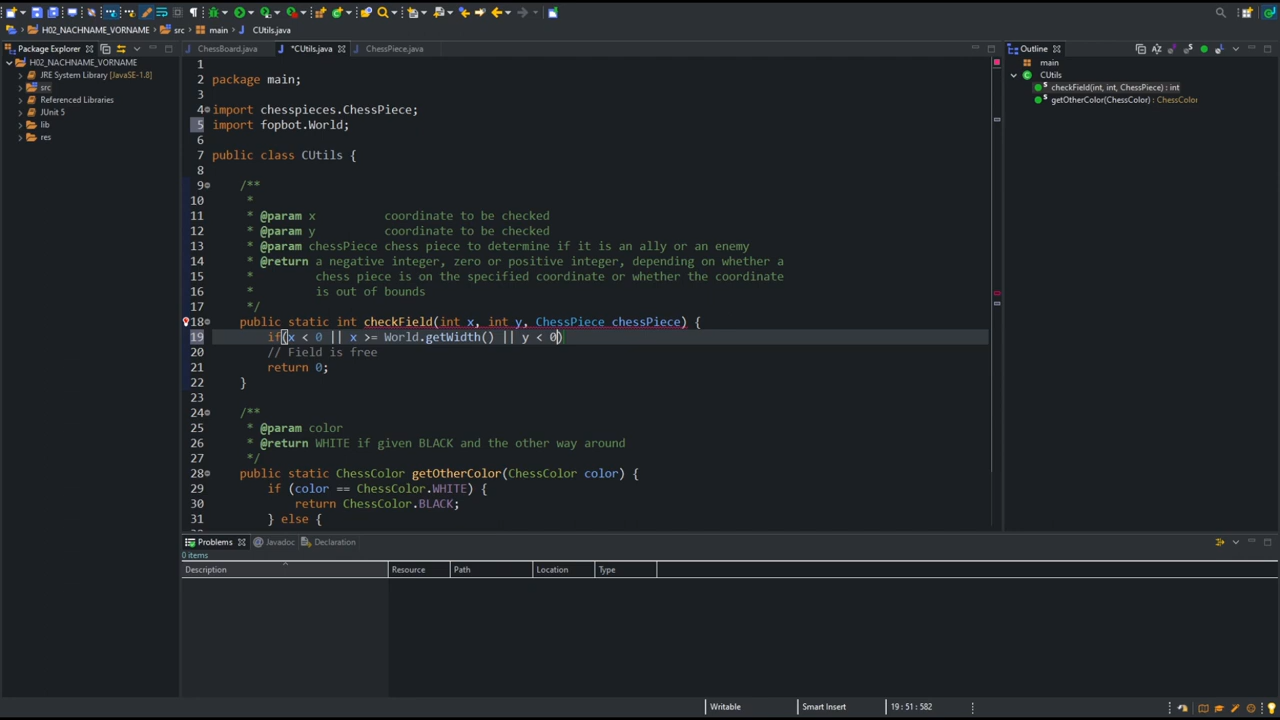 H02_NACHNAME_VORNAME
src
main
CUtils.java
Package Explorer
ChessBoard.java
*CUtils.java
ChessPiece.java
Outline
H02_NACHNAME_VORNAME
JRE System Library [JavaSE-1.8]
src
Referenced Libraries
JUnit 5
lib
res
1
2 package main;
3
4 import chesspieces.ChessPiece;
5 import fopbot.World;
6
7 public class CUtils {
8
9 /**
10 *
11 * @param x coordinate to be checked
12 * @param y coordinate to be checked
13 * @param chessPiece chess piece to determine if it is an ally or an enemy
14 * @return a negative integer, zero or positive integer, depending on whether a
15 * chess piece is on the specified coordinate or whether the coordinate
16 * is out of bounds
17 */
18 public static int checkField(int x, int y, ChessPiece chessPiece) {
19 if(x < 0 || x >= World.getWidth() || y < 0)
20 // Field is free
21 return 0;
22 }
23
24 /**
25 * @param color
26 * @return WHITE if given BLACK and the other way around
27 */
28 public static ChessColor getOtherColor(ChessColor color) {
29 if (color == ChessColor.WHITE) {
30 return ChessColor.BLACK;
31 } else {
main
CUtils
checkField(int, int, ChessPiece) : int
getOtherColor(ChessColor) : ChessColor
Problems
Javadoc
Declaration
0 items
Description
Resource
Path
Location
Type
Writable
Smart Insert
19 : 51 : 582